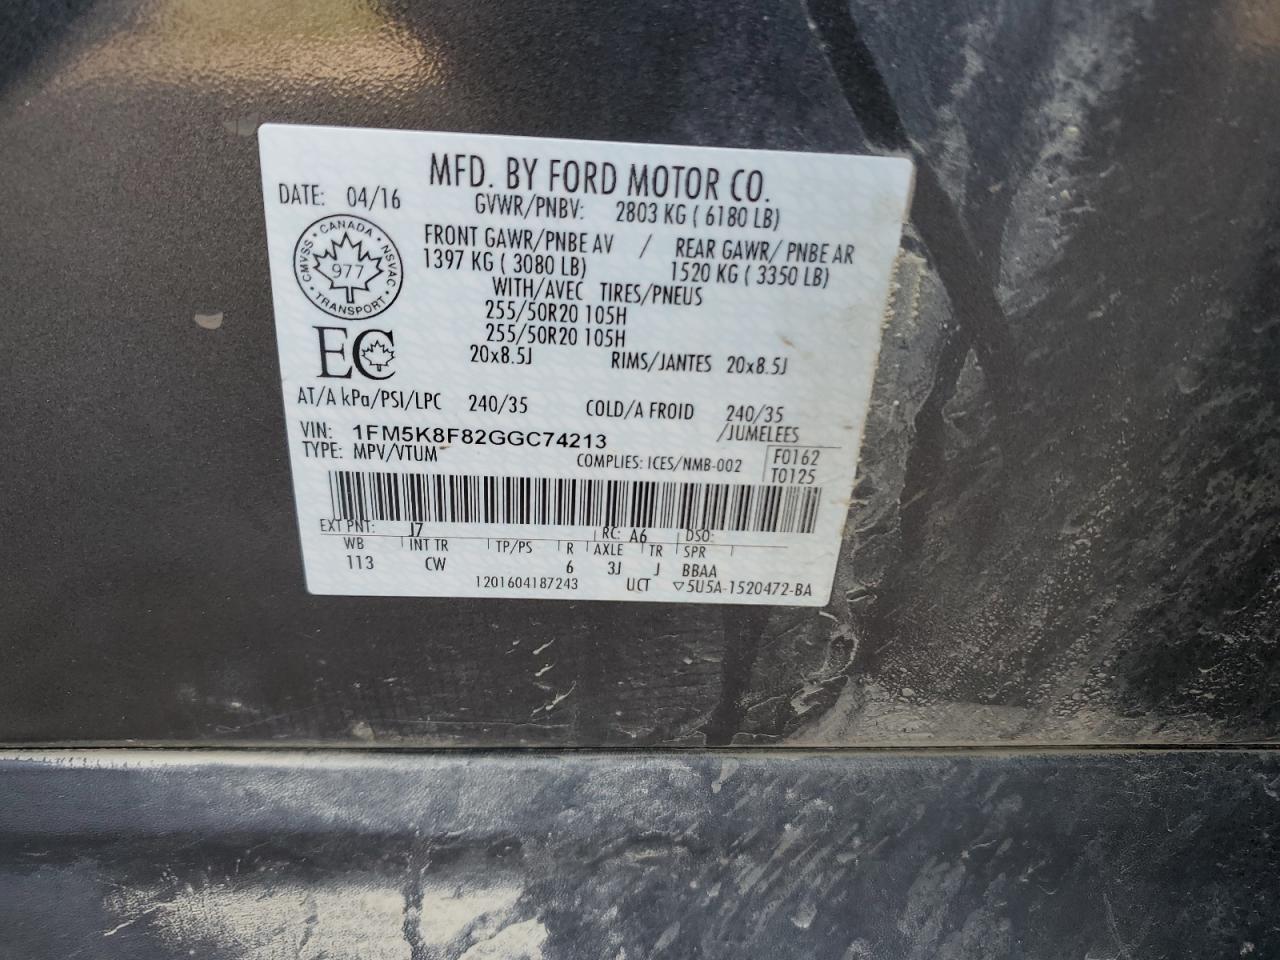 MFD. BY FORD MOTOR CO.
DATE: 04/16
GVWR/PNBV: 2803 KG ( 6180 LB)
CMVSS · CANADA · NSVAC · TRANSPORT ·
977
FRONT GAWR/PNBE AV / REAR GAWR/ PNBE AR
1397 KG ( 3080 LB) 1520 KG ( 3350 LB)
WITH/AVEC TIRES/PNEUS
255/50R20 105H
255/50R20 105H
EC
20x8.5J RIMS/JANTES 20x8.5J
AT/A kPa/PSI/LPC 240/35 COLD/A FROID 240/35
VIN: 1FM5K8F82GGC74213 /JUMELEES
TYPE: MPV/VTUM COMPLIES: ICES/NMB-002 F0162
T0125
EXT PNT: J7 RC: A6 DSO:
WB INT TR TP/PS R AXLE TR SPR
113 CW 6 3J J BBAA
1201604187243 UCT ▽5U5A-1520472-BA